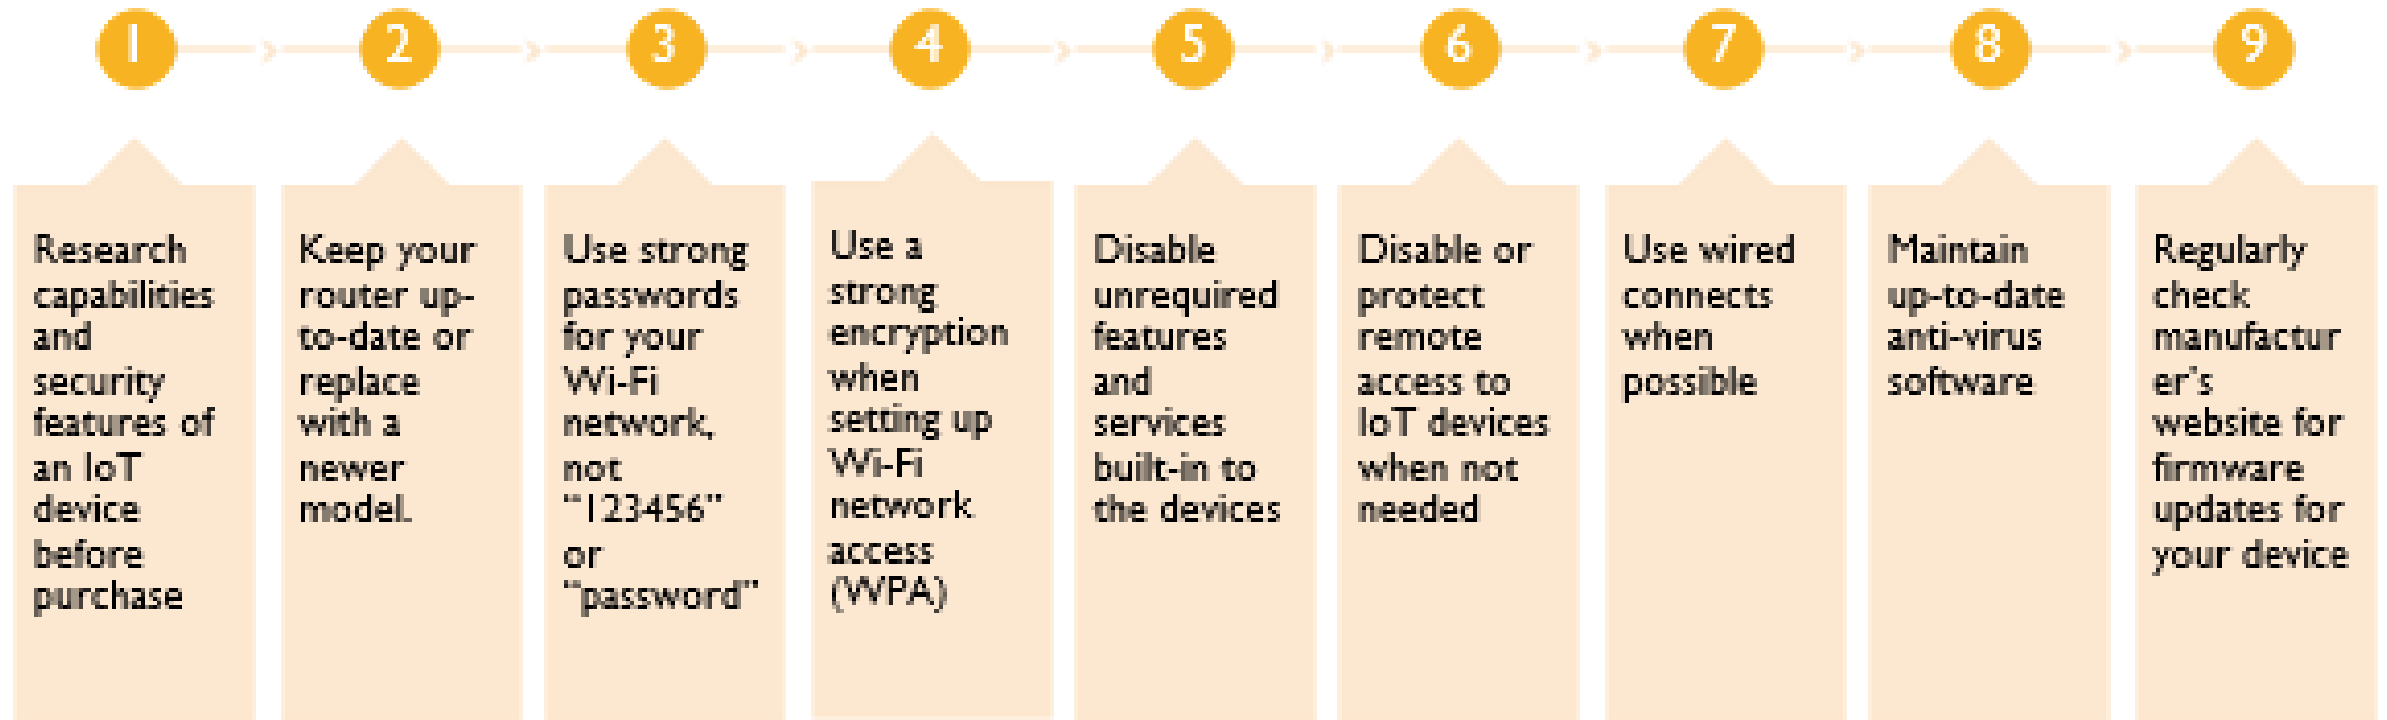 1
2
3
4
5
6
7
8
9
Research
capabilities
and
security
features of
an IoT
device
before
purchase
Keep your
router up-
to-date or
replace
with a
newer
model.
Use strong
passwords
for your
Wi-Fi
network,
not
“123456”
or
“password”
Use a
strong
encryption
when
setting up
Wi-Fi
network
access
(WPA)
Disable
unrequired
features
and
services
built-in to
the devices
Disable or
protect
remote
access to
IoT devices
when not
needed
Use wired
connects
when
possible
Maintain
up-to-date
anti-virus
software
Regularly
check
manufactur
er's
website for
firmware
updates for
your device